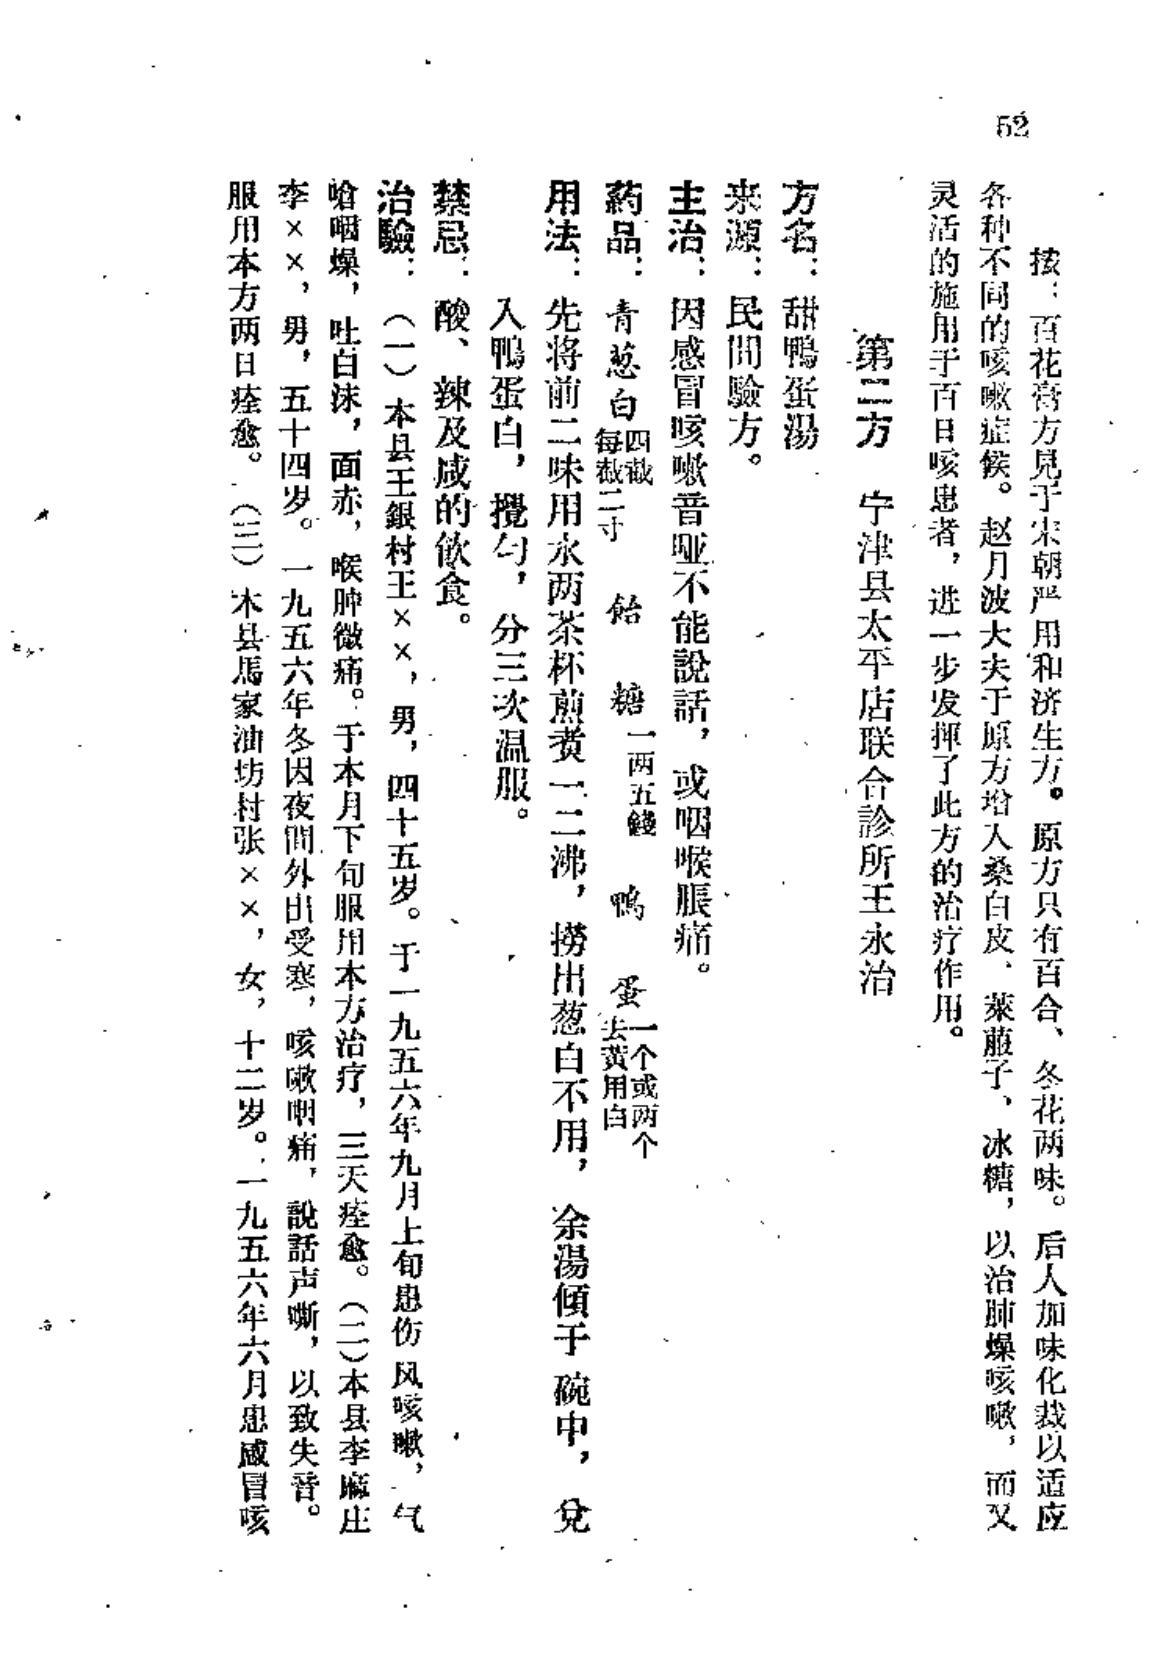 52
按：百花膏方見于宋朝严用和济生方。原方只有百合、冬花两味。后人加味化裁以适应
各种不同的咳嗽症候。赵月波大夫于原方增入桑白皮、萊菔子、冰糖，以治肺燥咳嗽，而又
灵活的施用于百日咳患者，进一步发揮了此方的治疗作用。
第二方　宁津县太平店联合診所王永治
方名：甜鴨蛋湯
来源：民間驗方。
主治：因感冒咳嗽音哑不能說話，或咽喉脹痛。
葯品：青葱白四截每截二寸　飴糖一两五錢　鴨蛋一个或两个去黄用白
用法：先将前二味用水两茶杯煎煮一二沸，撈出葱白不用，余湯傾于碗中，兌
入鴨蛋白，攪匀，分三次温服。
禁忌：酸、辣及咸的飲食。
治驗：（一）本县王銀村王××，男，四十五岁。于一九五六年九月上旬患伤风咳嗽，气
嗆咽燥，吐白沫，面赤，喉肿微痛。于本月下旬服用本方治疗，三天痊愈。（二）本县李麻庄
李××，男，五十四岁。一九五六年冬因夜間外出受寒，咳嗽咽痛，說話声嘶，以致失音。
服用本方两日痊愈。（三）本县馬家油坊村张××，女，十二岁。一九五六年六月患感冒咳